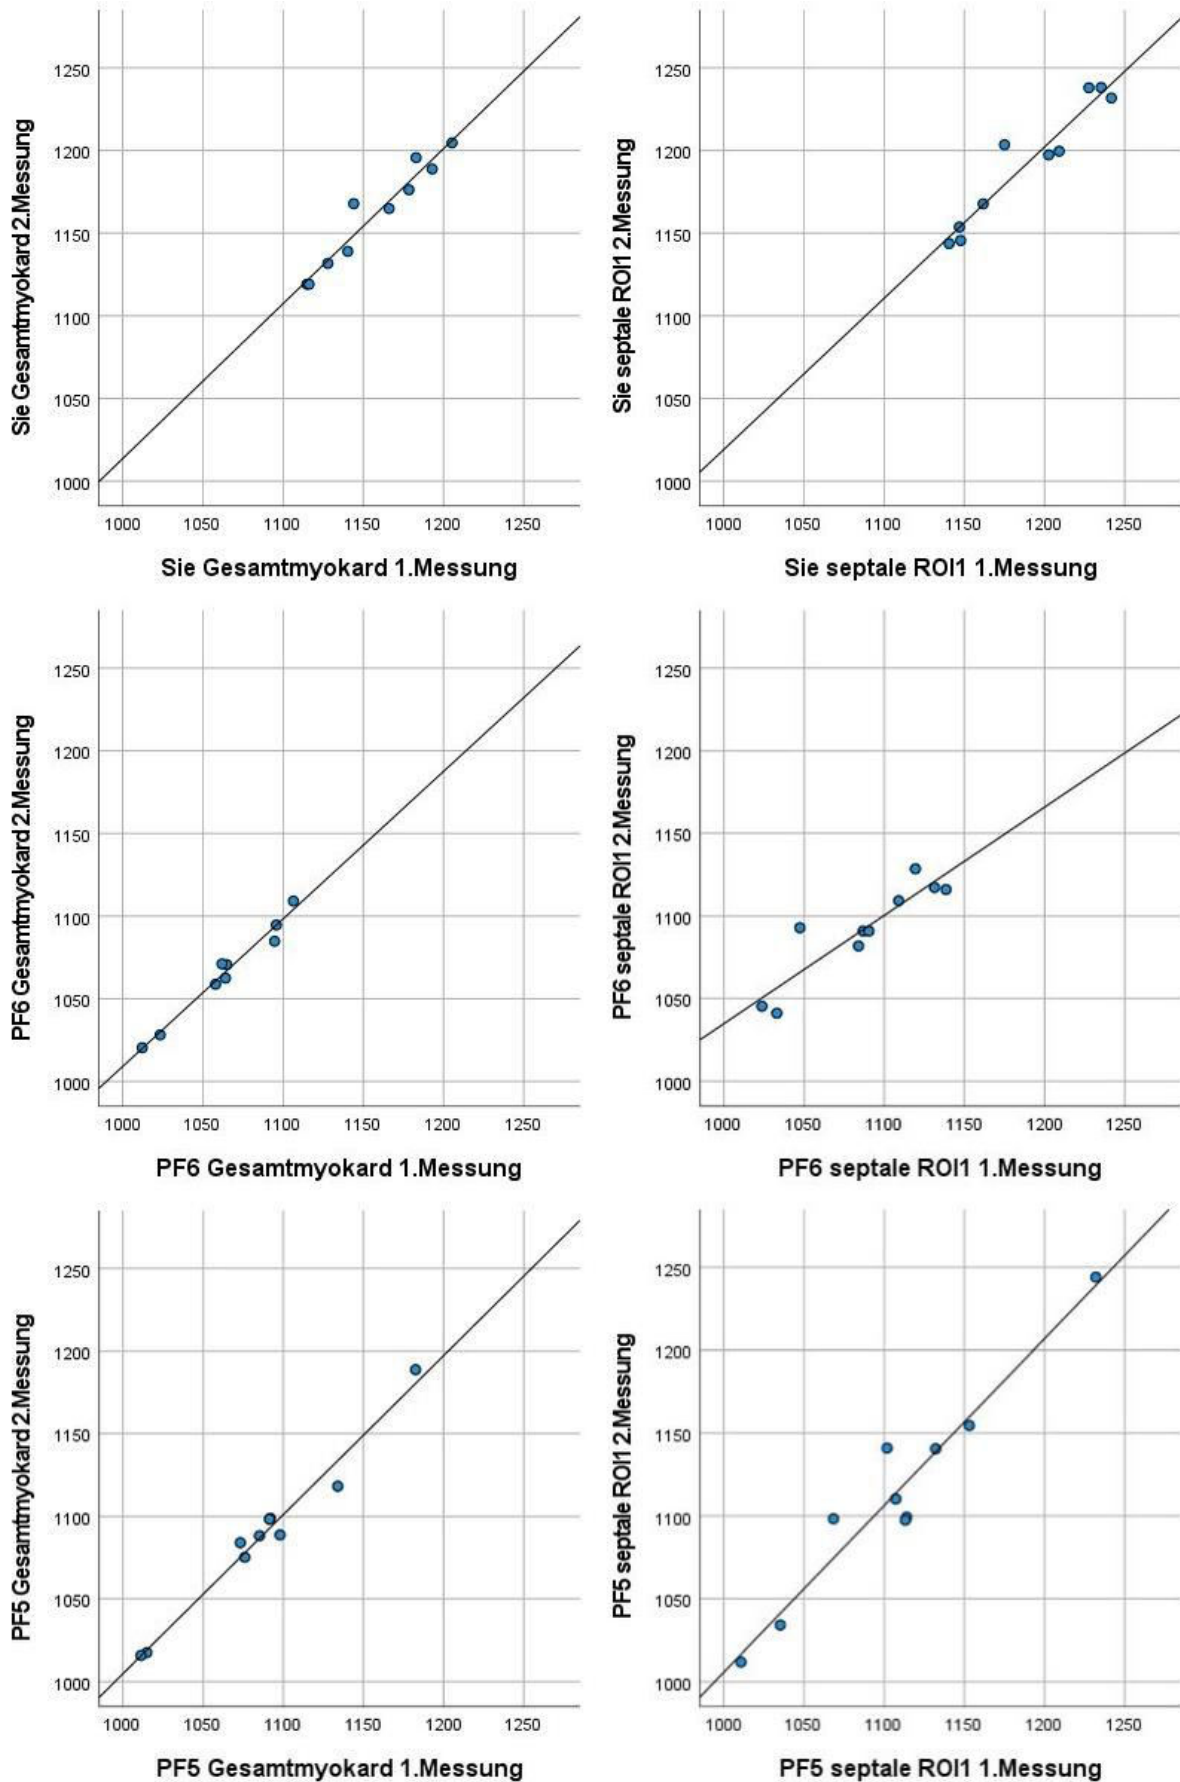 Sie Gesamtmyokard 2.Messung
1250
1200
1150
1100
1050
1000
1000 1050 1100 1150 1200 1250
Sie Gesamtmyokard 1.Messung
Sie septale ROI1 2.Messung
1250
1200
1150
1100
1050
1000
1000 1050 1100 1150 1200 1250
Sie septale ROI1 1.Messung
PF6 Gesamtmyokard 2.Messung
1250
1200
1150
1100
1050
1000
1000 1050 1100 1150 1200 1250
PF6 Gesamtmyokard 1.Messung
PF6 septale ROI1 2.Messung
1250
1200
1150
1100
1050
1000
1000 1050 1100 1150 1200 1250
PF6 septale ROI1 1.Messung
PF5 Gesamtmyokard 2.Messung
1250
1200
1150
1100
1050
1000
1000 1050 1100 1150 1200 1250
PF5 Gesamtmyokard 1.Messung
PF5 septale ROI1 2.Messung
1250
1200
1150
1100
1050
1000
1000 1050 1100 1150 1200 1250
PF5 septale ROI1 1.Messung